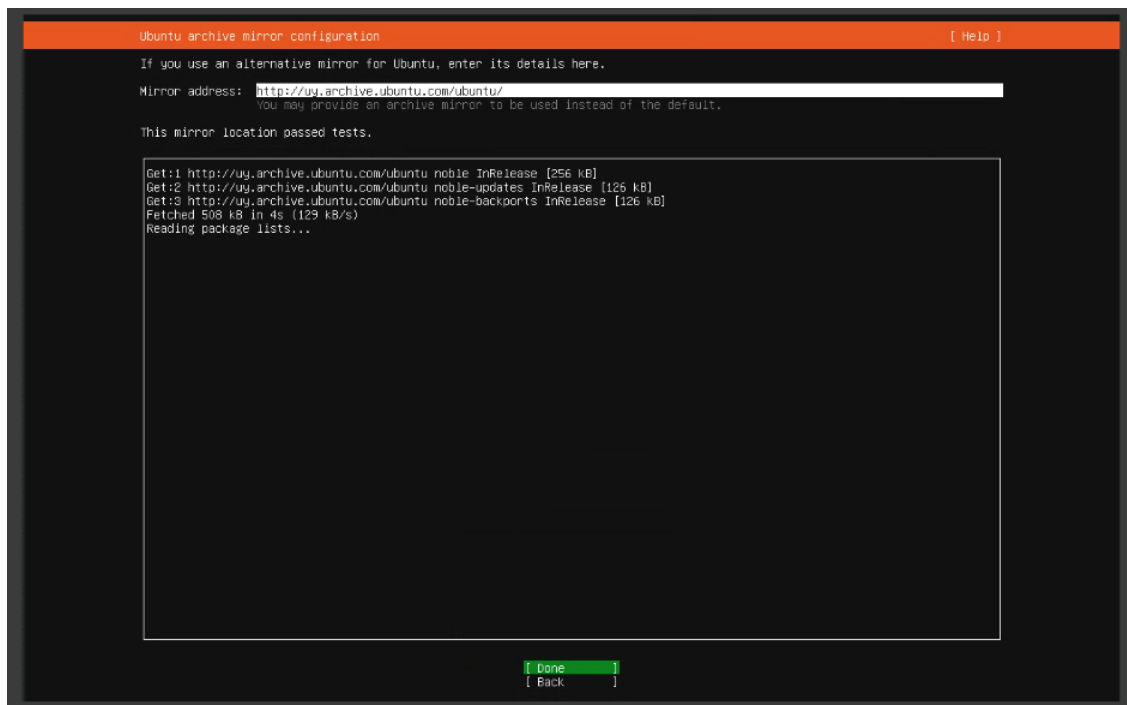 Ubuntu archive mirror configuration [ Help ]
If you use an alternative mirror for Ubuntu, enter its details here.
Mirror address: http://uy.archive.ubuntu.com/ubuntu/
You may provide an archive mirror to be used instead of the default.
This mirror location passed tests.
Get:1 http://uy.archive.ubuntu.com/ubuntu noble InRelease [256 kB]
Get:2 http://uy.archive.ubuntu.com/ubuntu noble-updates InRelease [126 kB]
Get:3 http://uy.archive.ubuntu.com/ubuntu noble-backports InRelease [126 kB]
Fetched 508 kB in 4s (129 kB/s)
Reading package lists...
[ Done ]
[ Back ]